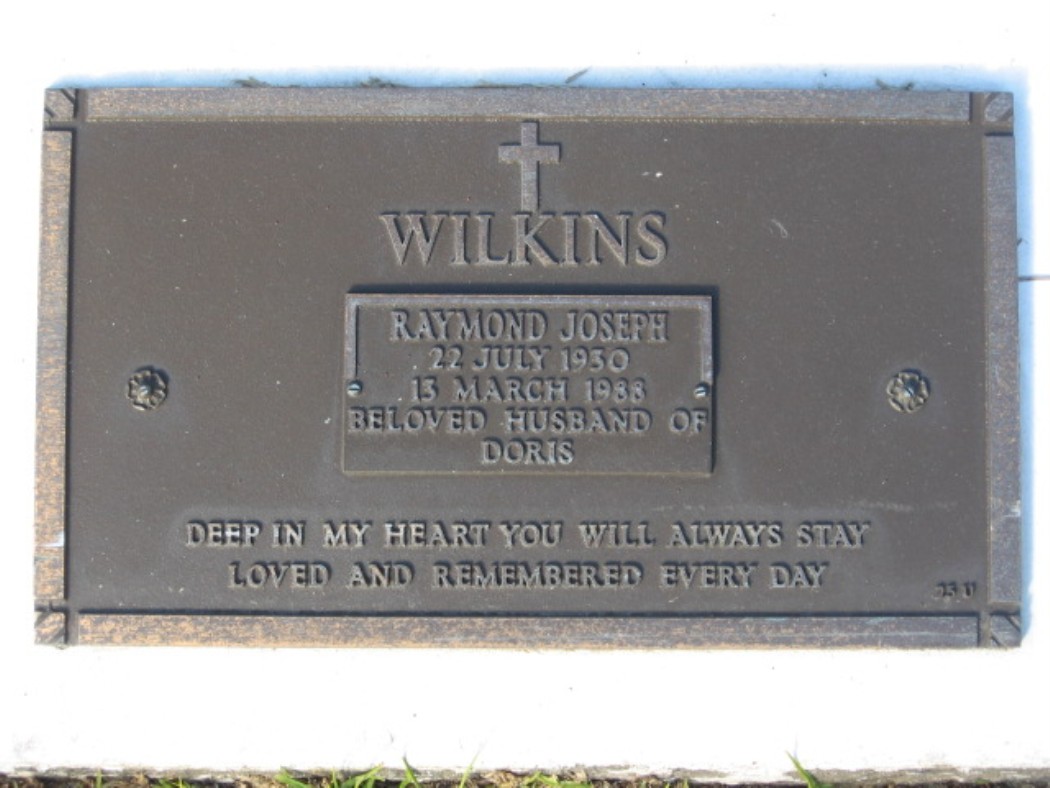 WILKINS
RAYMOND JOSEPH
22 JULY 1930
13 MARCH 1988
BELOVED HUSBAND OF
DORIS
DEEP IN MY HEART YOU WILL ALWAYS STAY
LOVED AND REMEMBERED EVERY DAY
25 U